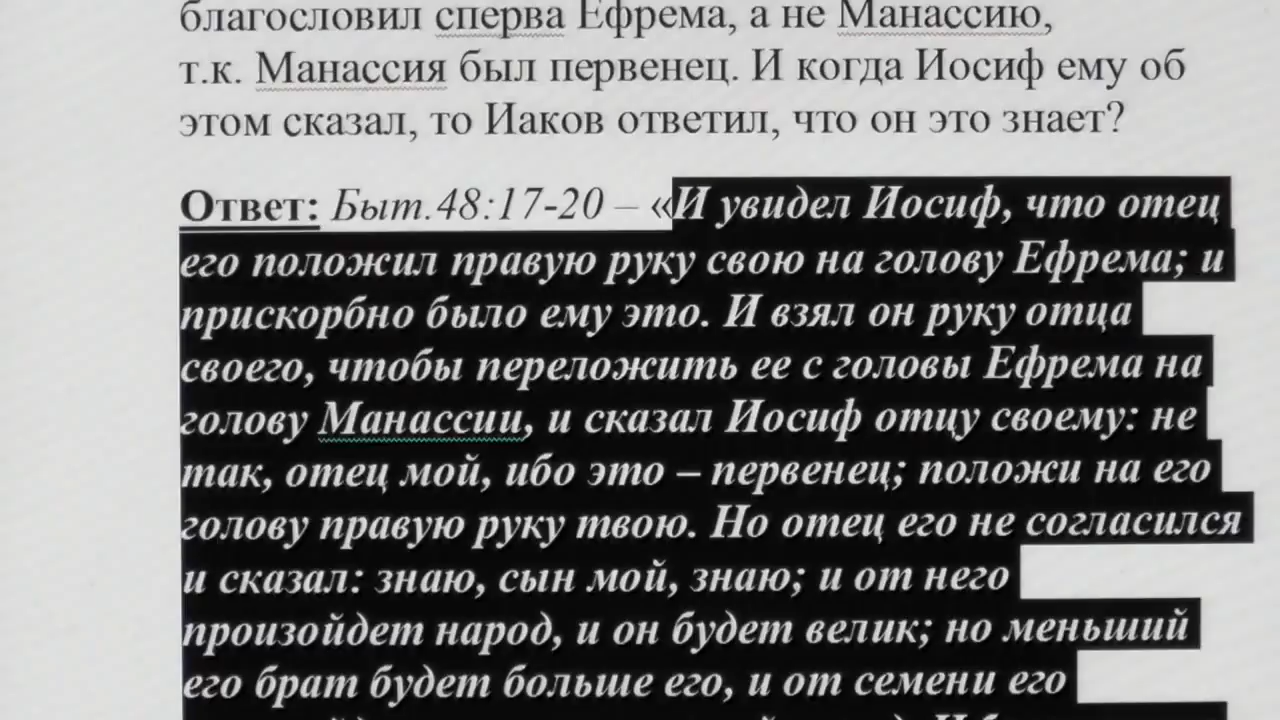 благословил сперва Ефрема, а не Манассию,
т.к. Манассия был первенец. И когда Иосиф ему об
этом сказал, то Иаков ответил, что он это знает?
Ответ: Быт.48:17-20 – «И увидел Иосиф, что отец
его положил правую руку свою на голову Ефрема; и
прискорбно было ему это. И взял он руку отца
своего, чтобы переложить ее с головы Ефрема на
голову Манассии, и сказал Иосиф отцу своему: не
так, отец мой, ибо это – первенец; положи на его
голову правую руку твою. Но отец его не согласился
и сказал: знаю, сын мой, знаю; и от него
произойдет народ, и он будет велик; но меньший
его брат будет больше его, и от семени его